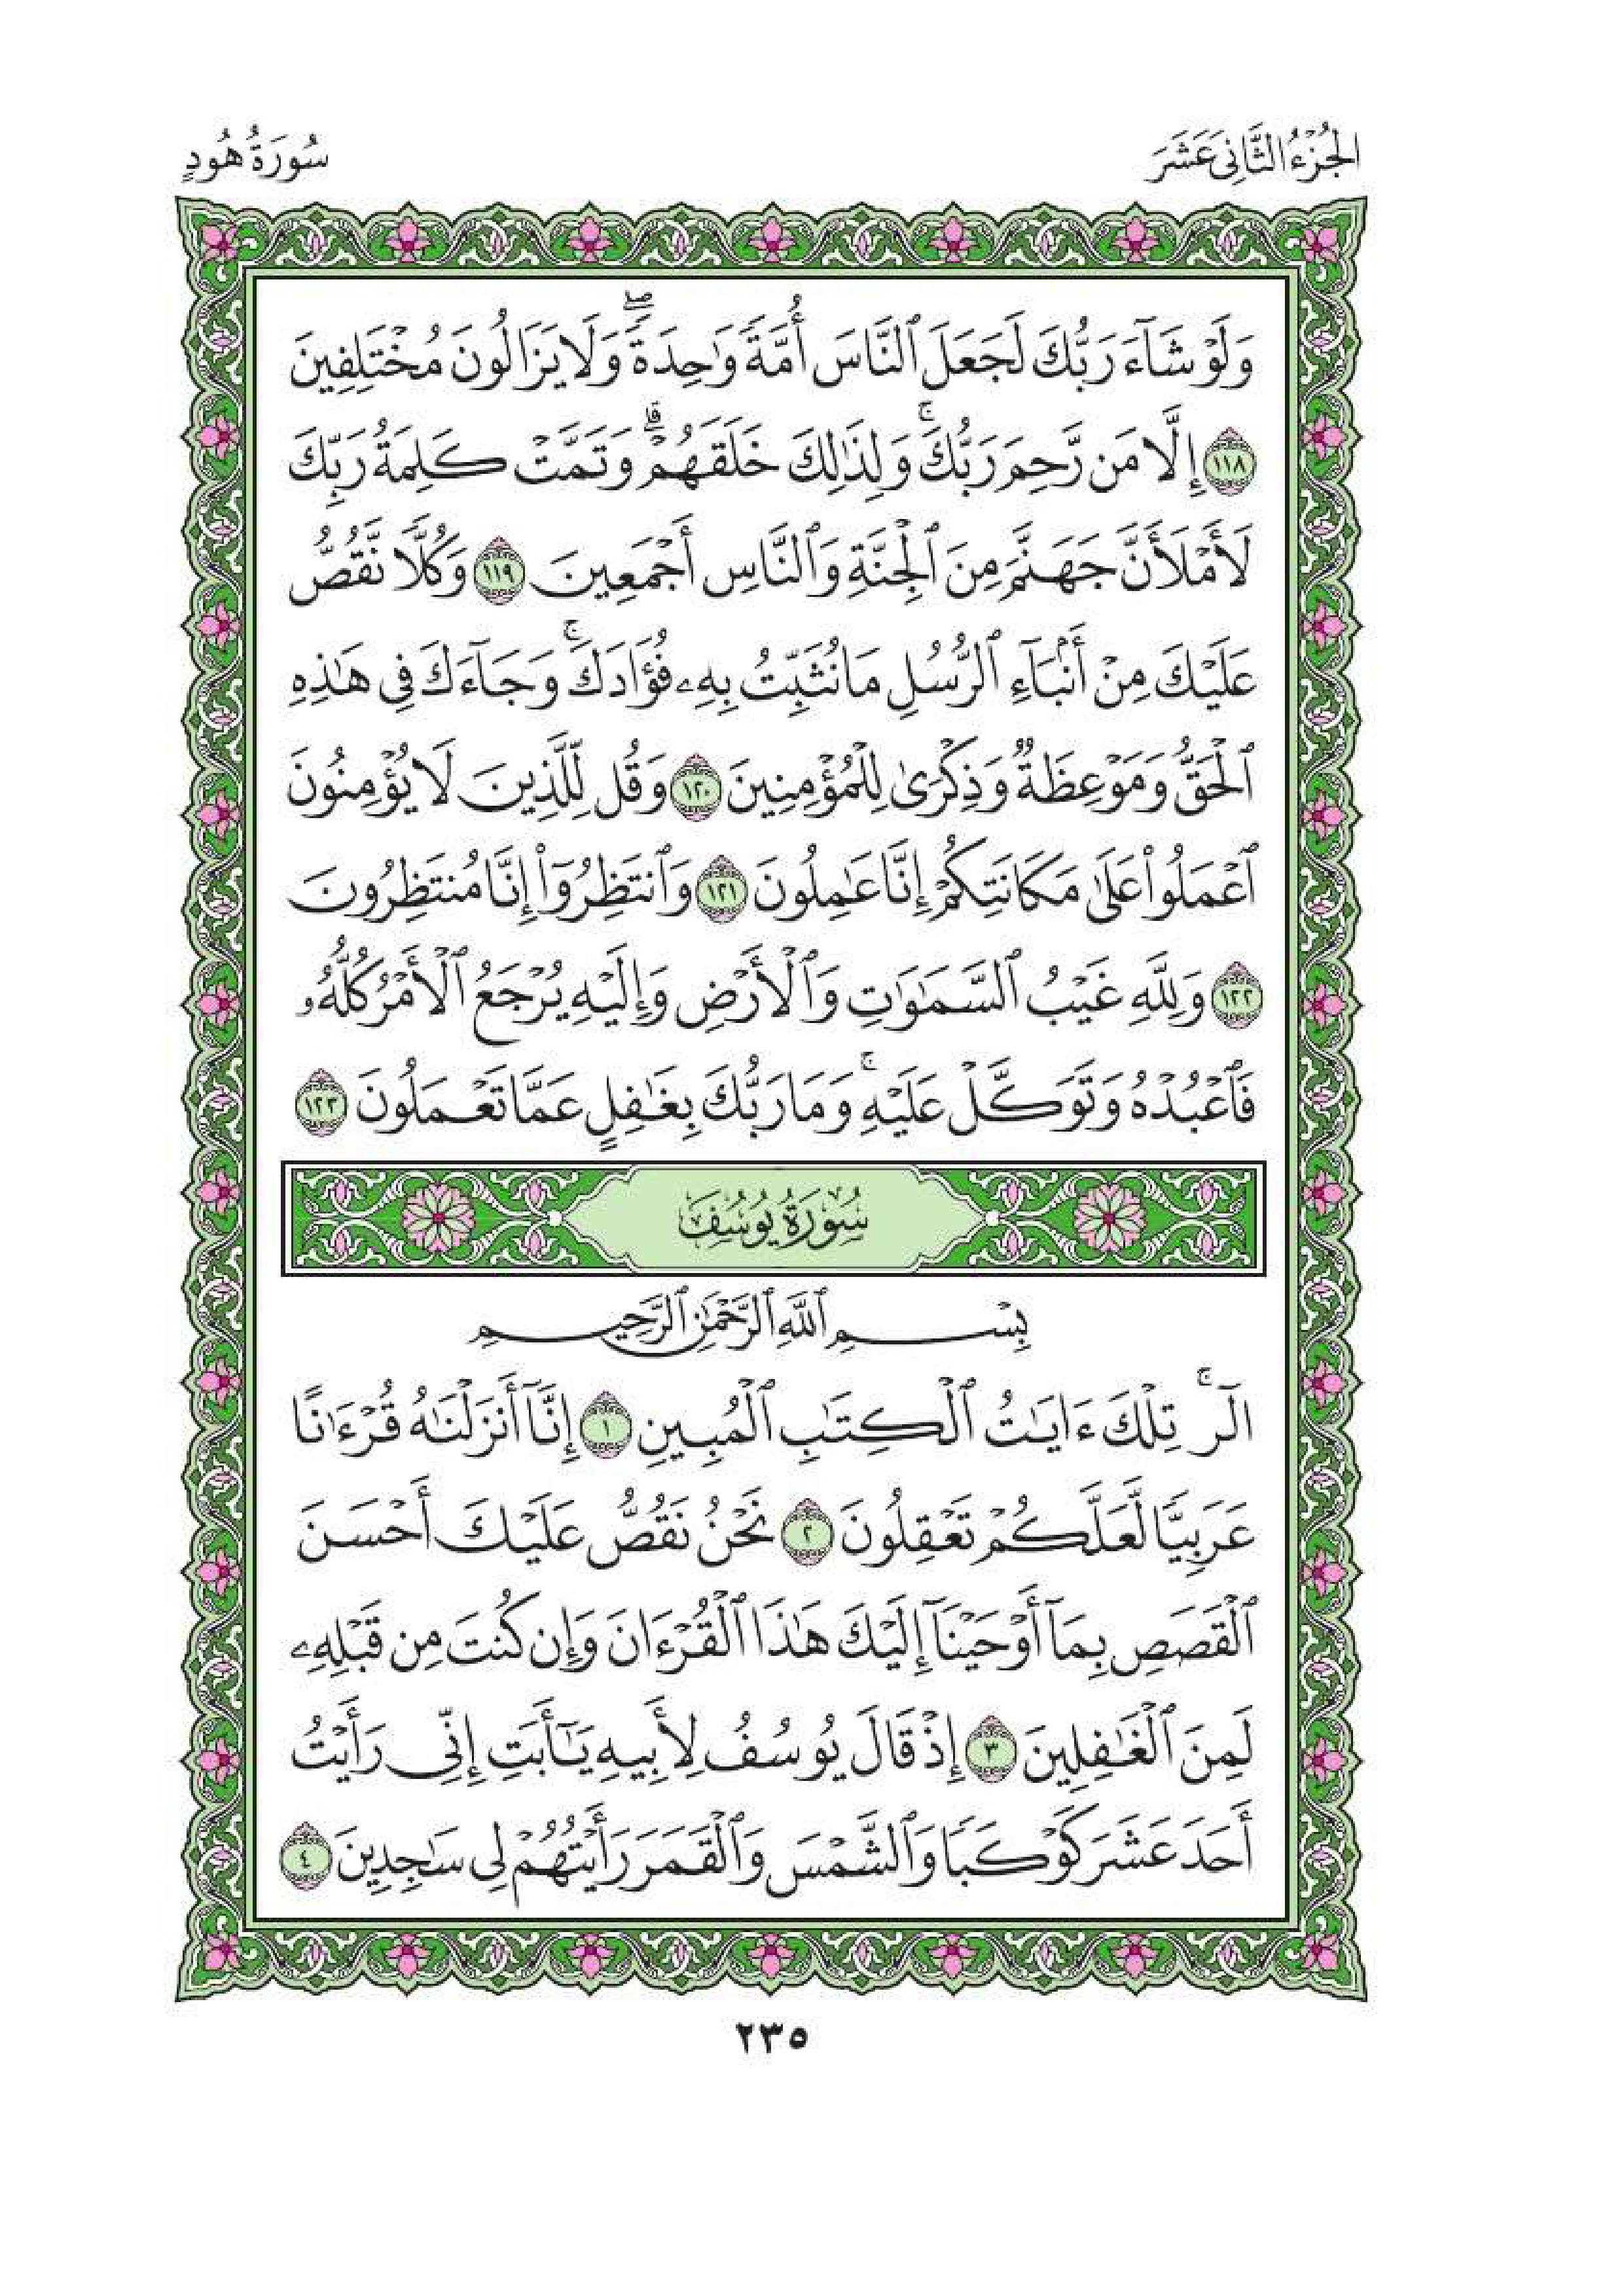 الجُزْءُ الثَّانِي عَشَرَ
سُورَةُ هُودٍ
وَلَوۡ شَآءَ رَبُّكَ لَجَعَلَ ٱلنَّاسَ أُمَّةٗ وَٰحِدَةٗۖ وَلَا يَزَالُونَ مُخۡتَلِفِينَ
١١٨ إِلَّا مَن رَّحِمَ رَبُّكَۚ وَلِذَٰلِكَ خَلَقَهُمۡۗ وَتَمَّتۡ كَلِمَةُ رَبِّكَ
لَأَمۡلَأَنَّ جَهَنَّمَ مِنَ ٱلۡجِنَّةِ وَٱلنَّاسِ أَجۡمَعِينَ ١١٩ وَكُلّٗا نَّقُصُّ
عَلَيۡكَ مِنۡ أَنۢبَآءِ ٱلرُّسُلِ مَا نُثَبِّتُ بِهِۦ فُؤَادَكَۚ وَجَآءَكَ فِي هَٰذِهِ
ٱلۡحَقُّ وَمَوۡعِظَةٞ وَذِكۡرَىٰ لِلۡمُؤۡمِنِينَ ١٢٠ وَقُل لِّلَّذِينَ لَا يُؤۡمِنُونَ
ٱعۡمَلُواْ عَلَىٰ مَكَانَتِكُمۡ إِنَّا عَٰمِلُونَ ١٢١ وَٱنتَظِرُوٓاْ إِنَّا مُنتَظِرُونَ
١٢٢ وَلِلَّهِ غَيۡبُ ٱلسَّمَٰوَٰتِ وَٱلۡأَرۡضِ وَإِلَيۡهِ يُرۡجَعُ ٱلۡأَمۡرُ كُلُّهُۥ
فَٱعۡبُدۡهُ وَتَوَكَّلۡ عَلَيۡهِۚ وَمَا رَبُّكَ بِغَٰفِلٍ عَمَّا تَعۡمَلُونَ ١٢٣
سُورَةُ يُوسُفَ
بِسۡمِ ٱللَّهِ ٱلرَّحۡمَٰنِ ٱلرَّحِيمِ
الٓرۚ تِلۡكَ ءَايَٰتُ ٱلۡكِتَٰبِ ٱلۡمُبِينِ ١ إِنَّآ أَنزَلۡنَٰهُ قُرۡءَٰنًا
عَرَبِيّٗا لَّعَلَّكُمۡ تَعۡقِلُونَ ٢ نَحۡنُ نَقُصُّ عَلَيۡكَ أَحۡسَنَ
ٱلۡقَصَصِ بِمَآ أَوۡحَيۡنَآ إِلَيۡكَ هَٰذَا ٱلۡقُرۡءَانَ وَإِن كُنتَ مِن قَبۡلِهِۦ
لَمِنَ ٱلۡغَٰفِلِينَ ٣ إِذۡ قَالَ يُوسُفُ لِأَبِيهِ يَٰٓأَبَتِ إِنِّي رَأَيۡتُ
أَحَدَ عَشَرَ كَوۡكَبٗا وَٱلشَّمۡسَ وَٱلۡقَمَرَ رَأَيۡتُهُمۡ لِي سَٰجِدِينَ ٤
٢٣٥